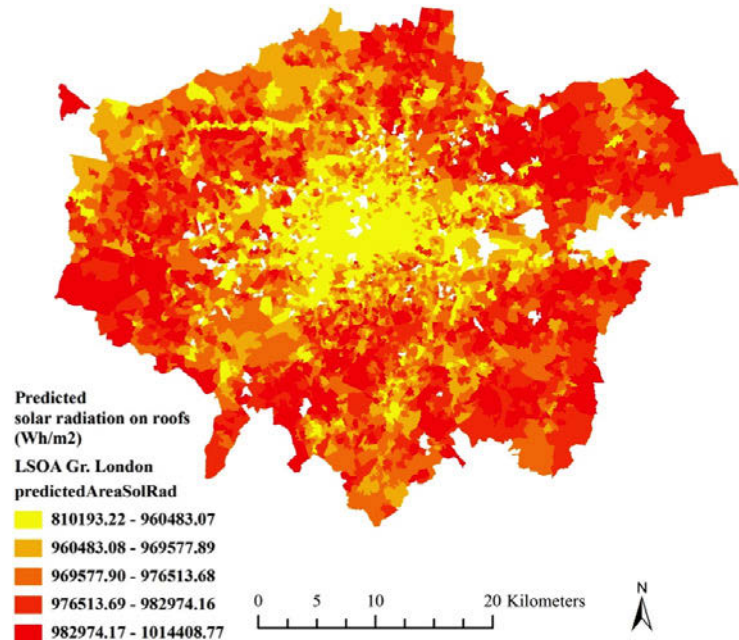 Predicted
solar radiation on roofs
(Wh/m2)
LSOA Gr. London
predictedAreaSolRad
810193.22 - 960483.07
960483.08 - 969577.89
969577.90 - 976513.68
976513.69 - 982974.16
982974.17 - 1014408.77
0 5 10 20 Kilometers
N